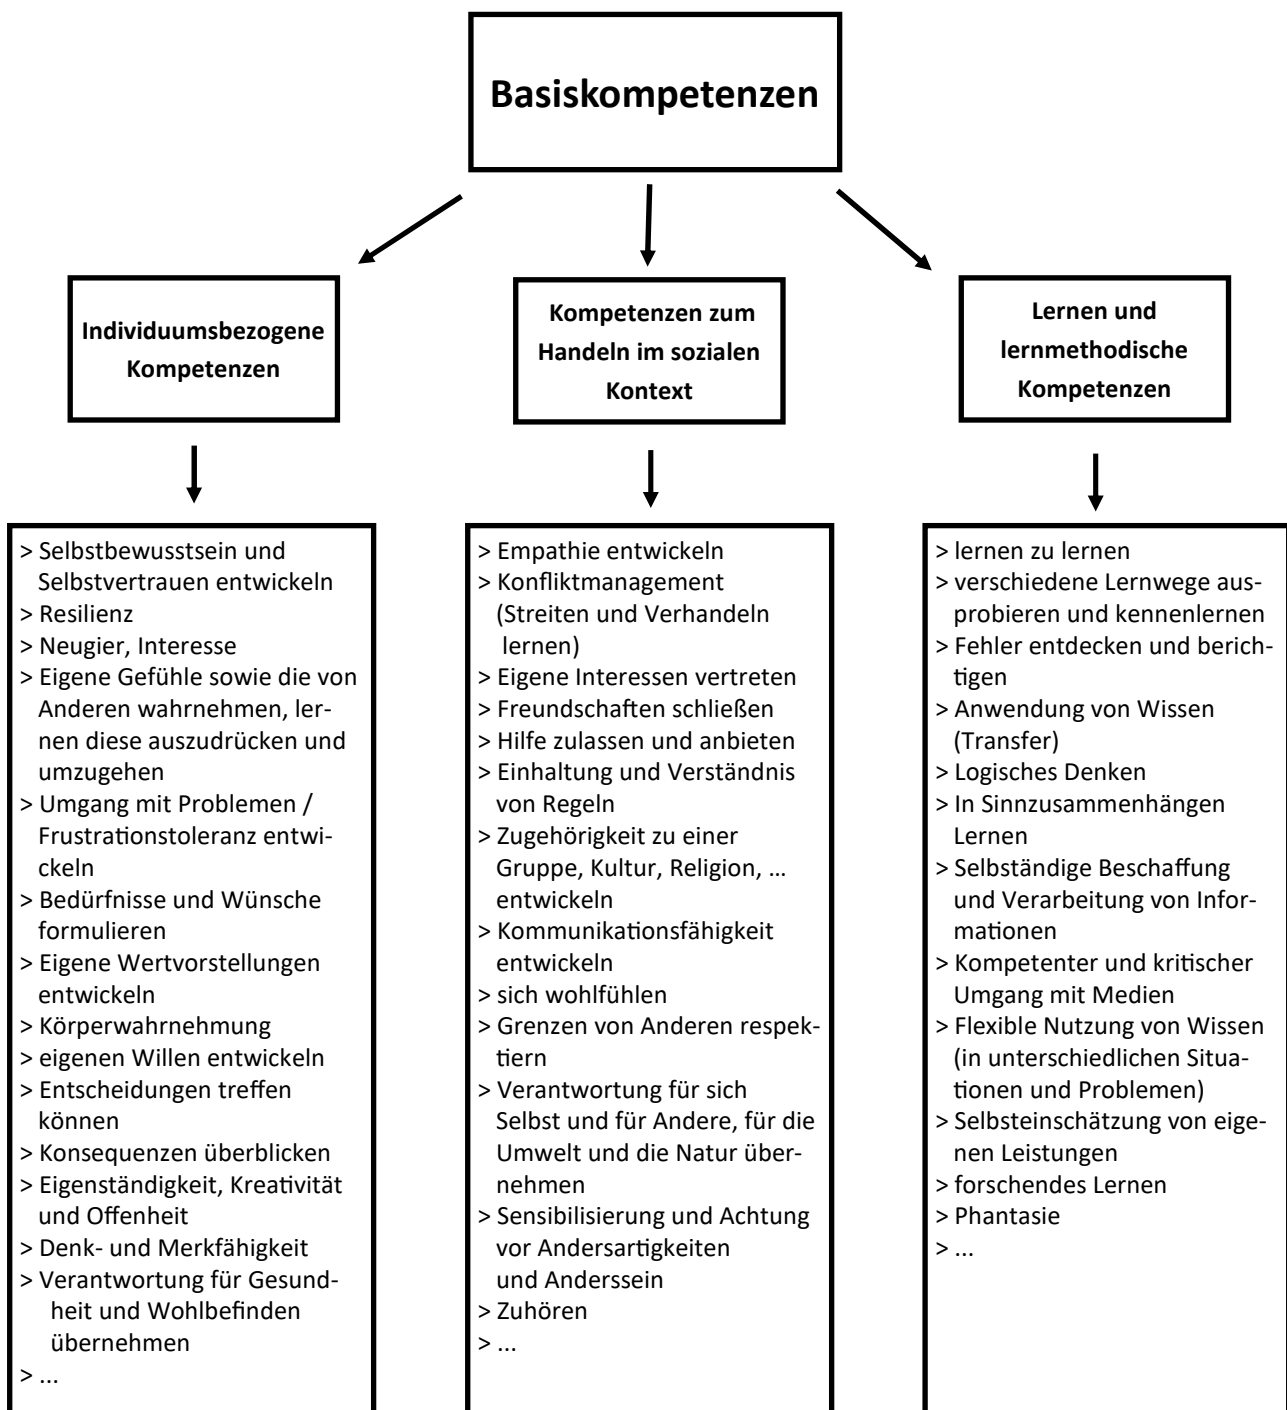 Basiskompetenzen
Individuumsbezogene
Kompetenzen
Kompetenzen zum
Handeln im sozialen
Kontext
Lernen und
lernmethodische
Kompetenzen
> Selbstbewusstsein und
Selbstvertrauen entwickeln
> Resilienz
> Neugier, Interesse
> Eigene Gefühle sowie die von
Anderen wahrnehmen, ler-
nen diese auszudrücken und
umzugehen
> Umgang mit Problemen /
Frustrationstoleranz entwi-
ckeln
> Bedürfnisse und Wünsche
formulieren
> Eigene Wertvorstellungen
entwickeln
> Körperwahrnehmung
> eigenen Willen entwickeln
> Entscheidungen treffen
können
> Konsequenzen überblicken
> Eigenständigkeit, Kreativität
und Offenheit
> Denk- und Merkfähigkeit
> Verantwortung für Gesund-
heit und Wohlbefinden
übernehmen
> ...
> Empathie entwickeln
> Konfliktmanagement
(Streiten und Verhandeln
lernen)
> Eigene Interessen vertreten
> Freundschaften schließen
> Hilfe zulassen und anbieten
> Einhaltung und Verständnis
von Regeln
> Zugehörigkeit zu einer
Gruppe, Kultur, Religion, ...
entwickeln
> Kommunikationsfähigkeit
entwickeln
> sich wohlfühlen
> Grenzen von Anderen respek-
tiern
> Verantwortung für sich
Selbst und für Andere, für die
Umwelt und die Natur über-
nehmen
> Sensibilisierung und Achtung
vor Andersartigkeiten
und Anderssein
> Zuhören
> ...
> lernen zu lernen
> verschiedene Lernwege aus-
probieren und kennenlernen
> Fehler entdecken und berich-
tigen
> Anwendung von Wissen
(Transfer)
> Logisches Denken
> In Sinnzusammenhängen
Lernen
> Selbständige Beschaffung
und Verarbeitung von Infor-
mationen
> Kompetenter und kritischer
Umgang mit Medien
> Flexible Nutzung von Wissen
(in unterschiedlichen Situa-
tionen und Problemen)
> Selbsteinschätzung von eige-
nen Leistungen
> forschendes Lernen
> Phantasie
> ...